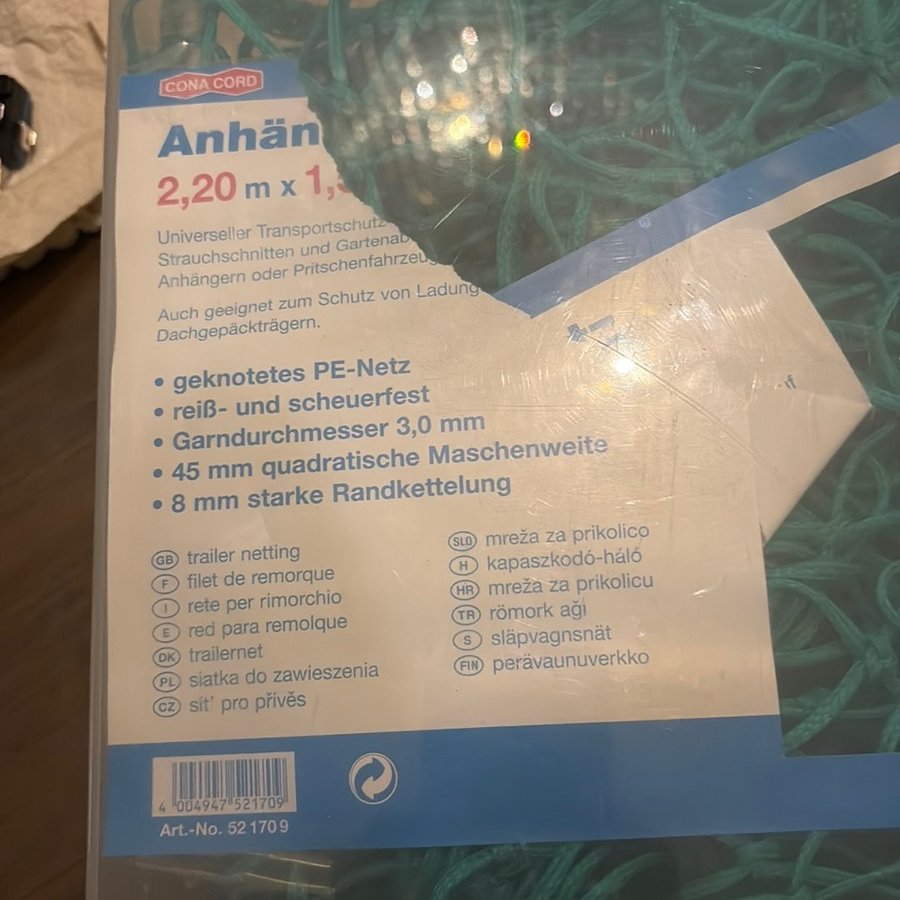 CONA CORD
Anhän
2,20 m x 1,5
Universeller Transportschutz
Strauchschnitten und Gartenab
Anhängern oder Pritschenfahrzeug
Auch geeignet zum Schutz von Ladung
Dachgepäckträgern.
• geknotetes PE-Netz
• reiß- und scheuerfest
• Garndurchmesser 3,0 mm
• 45 mm quadratische Maschenweite
• 8 mm starke Randkettelung
GB trailer netting
F filet de remorque
I rete per rimorchio
E red para remolque
DK trailernet
PL siatka do zawieszenia
CZ sít' pro přívěs
SLO mreža za prikolico
H kapaszkodó-háló
HR mreža za prikolicu
TR römork aği
S släpvagnsnät
FIN perävaunuverkko
4 004947 521709
Art.-No. 521709